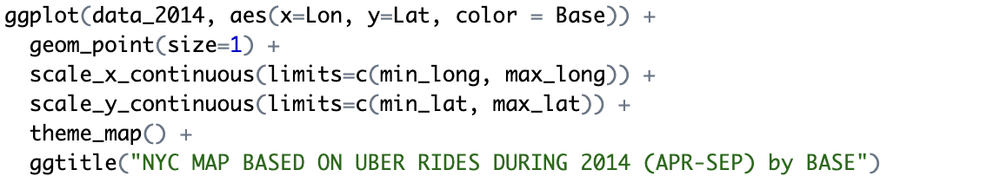 ggplot(data_2014, aes(x=Lon, y=Lat, color = Base)) +
  geom_point(size=1) +
  scale_x_continuous(limits=c(min_long, max_long)) +
  scale_y_continuous(limits=c(min_lat, max_lat)) +
  theme_map() +
  ggtitle("NYC MAP BASED ON UBER RIDES DURING 2014 (APR-SEP) by BASE")